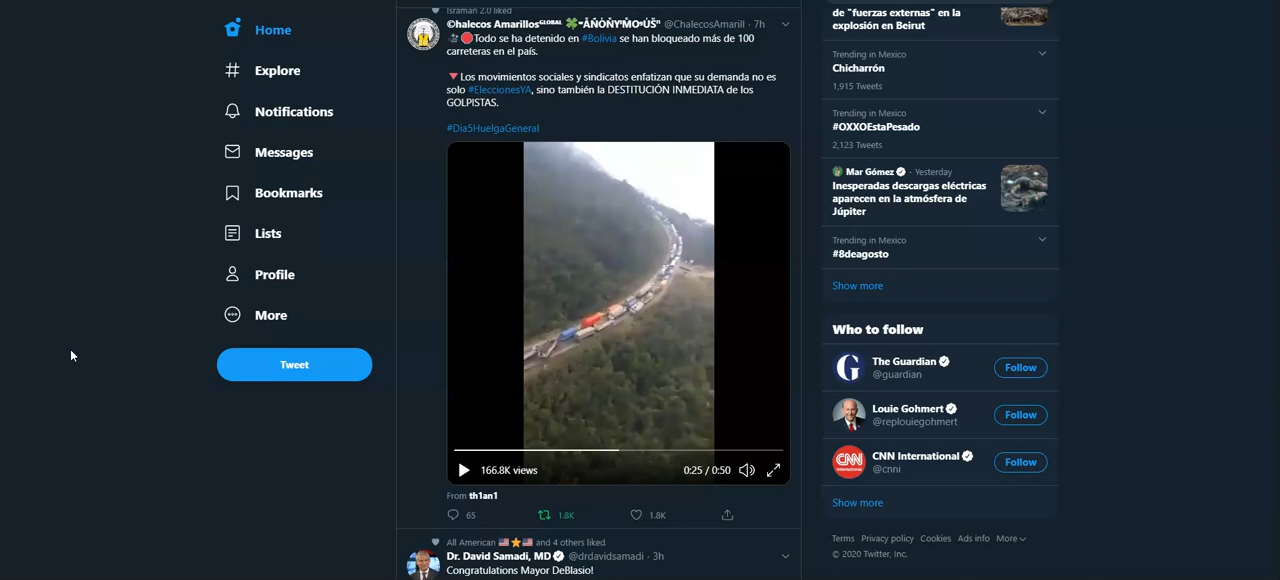 Home
Explore
Notifications
Messages
Bookmarks
Lists
Profile
More
Tweet
Israman 2.0 liked
©halecos Amarillosᴳᴸᴼᴮᴬᴸ @ChalecosAmarill · 7h
Todo se ha detenido en #Bolivia se han bloqueado más de 100
carreteras en el país.
🔻Los movimientos sociales y sindicatos enfatizan que su demanda no es
solo #EleccionesYA, sino también la DESTITUCIÓN INMEDIATA de los
GOLPISTAS.
#Dia5HuelgaGeneral
166.8K views
0:25 / 0:50
From th1an1
65
1.8K
1.8K
All American 🇺🇸⭐🇺🇸 and 4 others liked
Dr. David Samadi, MD @drdavidsamadi · 3h
Congratulations Mayor DeBlasio!
de "fuerzas externas" en la
explosión en Beirut
Trending in Mexico
Chicharrón
1,915 Tweets
Trending in Mexico
#OXXOEstaPesado
2,123 Tweets
Mar Gómez · Yesterday
Inesperadas descargas eléctricas
aparecen en la atmósfera de
Júpiter
Trending in Mexico
#8deagosto
Show more
Who to follow
The Guardian
@guardian
Follow
Louie Gohmert
@replouiegohmert
Follow
CNN International
@cnni
Follow
Show more
Terms Privacy policy Cookies Ads info More
© 2020 Twitter, Inc.